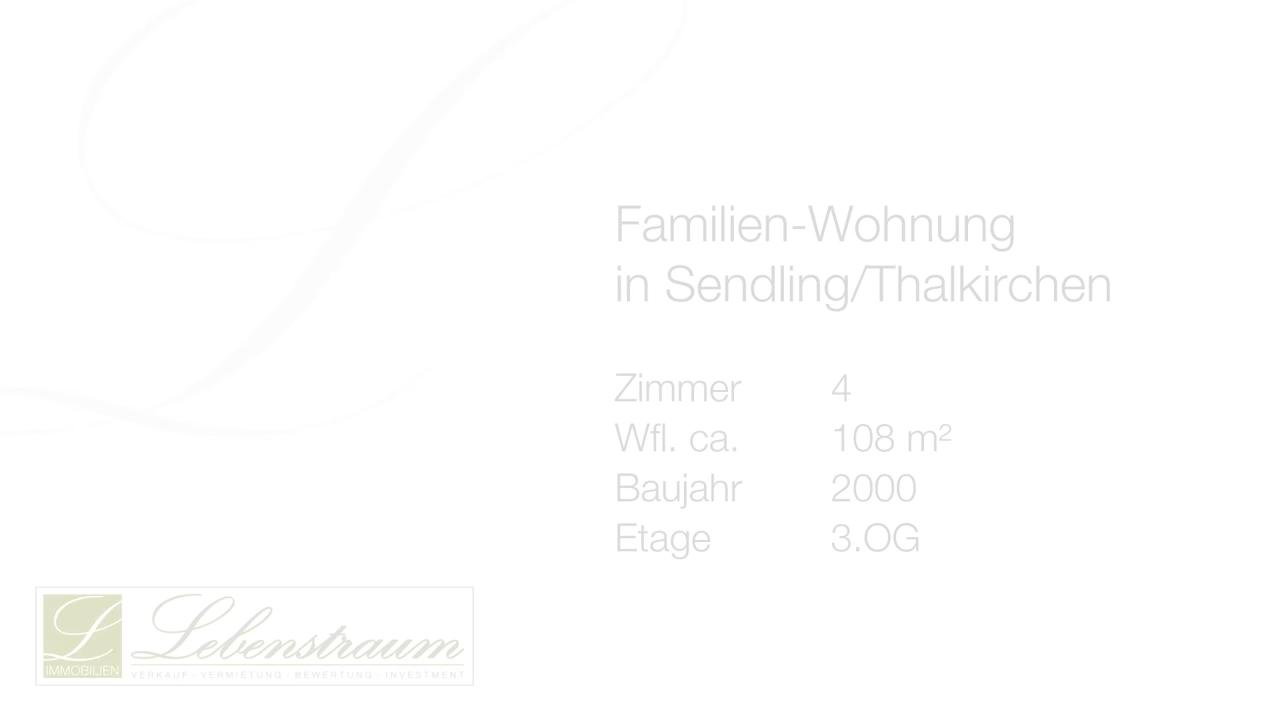 Familien-Wohnung
in Sendling/Thalkirchen
Zimmer 4
Wfl. ca. 108 m²
Baujahr 2000
Etage 3.OG
L Lebenstraum
IMMOBILIEN VERKAUF · VERMIETUNG · BEWERTUNG · INVESTMENT